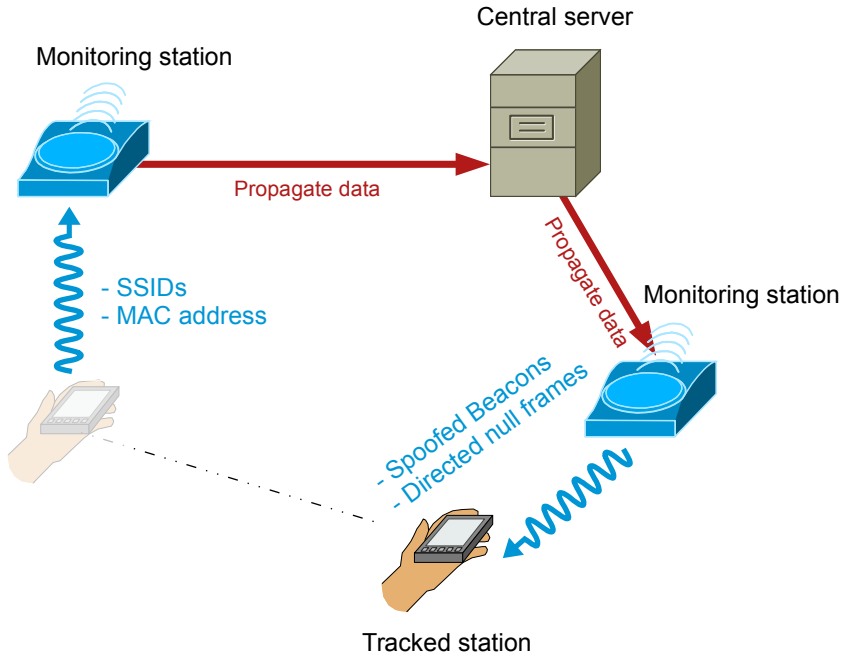 Central server
Monitoring station
Propagate data
Propagate data
- SSIDs
- MAC address
Monitoring station
- Spoofed Beacons
- Directed null frames
Tracked station